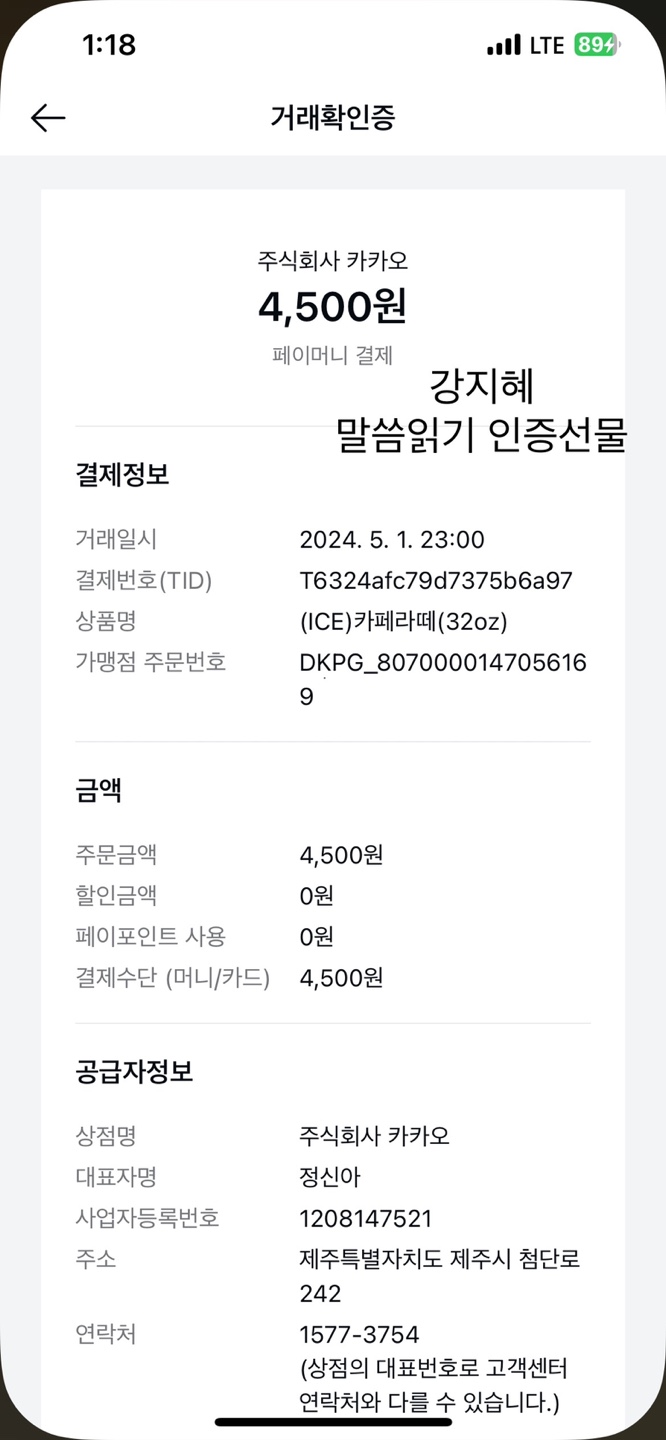 1:18 LTE 89
거래확인증
주식회사 카카오
4,500원
페이머니 결제
강지혜
말씀읽기 인증선물
결제정보
거래일시 2024. 5. 1. 23:00
결제번호(TID) T6324afc79d7375b6a97
상품명 (ICE)카페라떼(32oz)
가맹점 주문번호 DKPG_807000014705616
9
금액
주문금액 4,500원
할인금액 0원
페이포인트 사용 0원
결제수단 (머니/카드) 4,500원
공급자정보
상점명 주식회사 카카오
대표자명 정신아
사업자등록번호 1208147521
주소 제주특별자치도 제주시 첨단로
242
연락처 1577-3754
(상점의 대표번호로 고객센터
연락처와 다를 수 있습니다.)